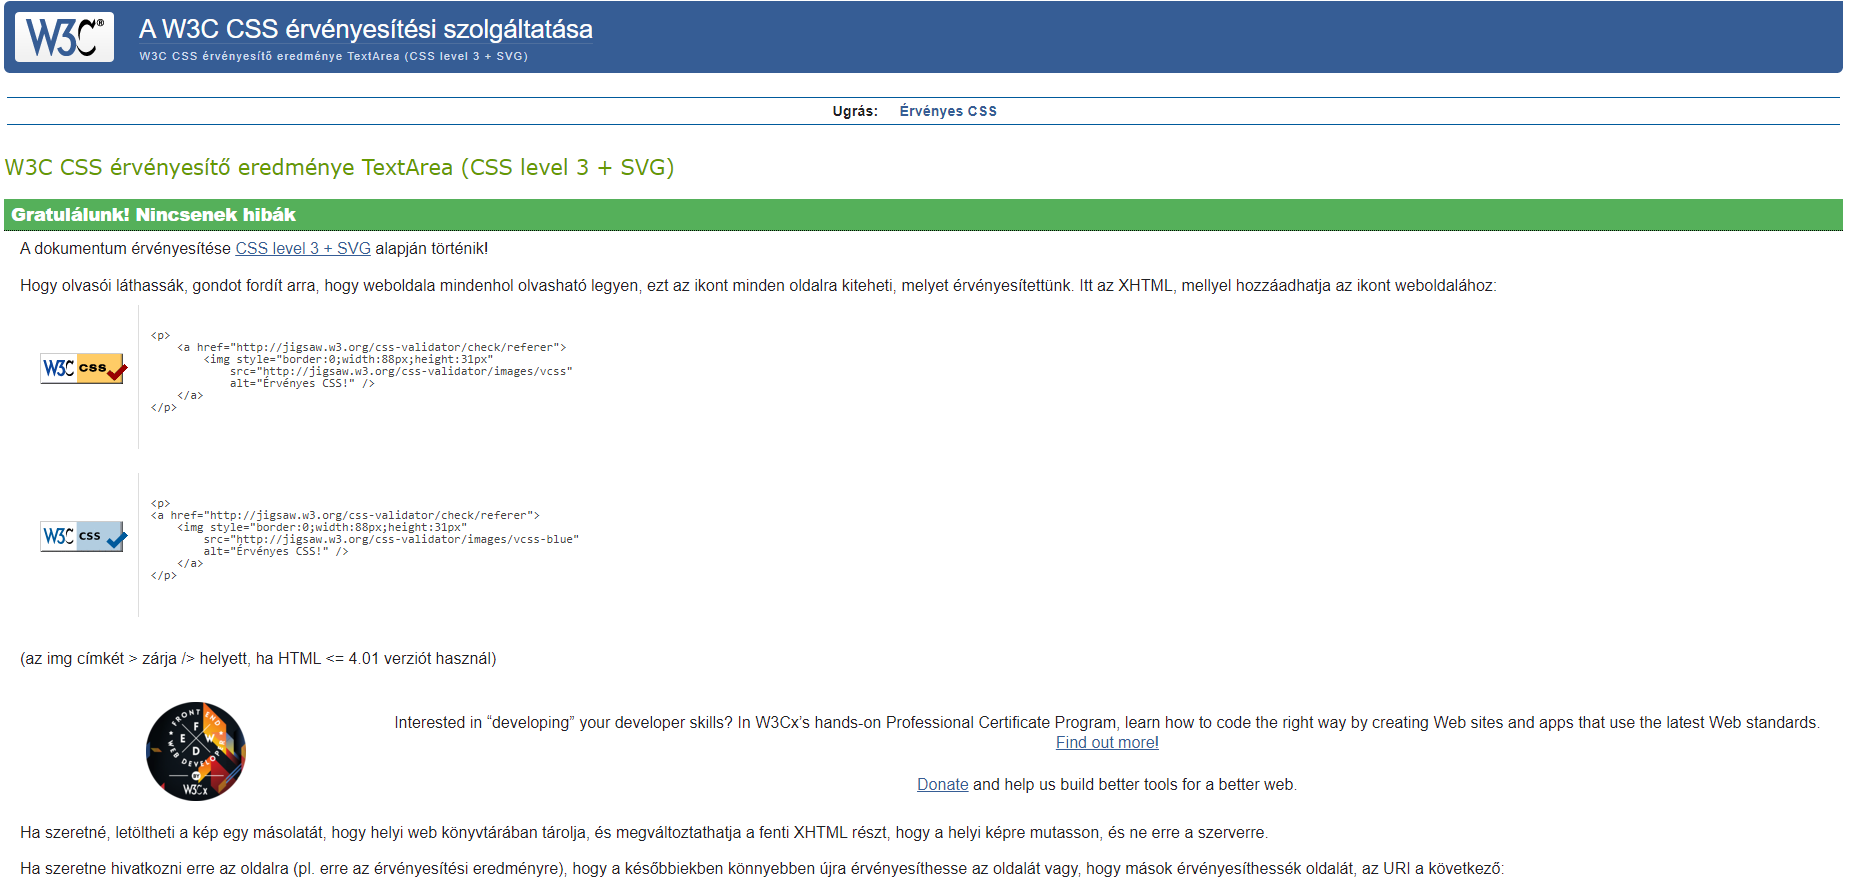 W3C®
A W3C CSS érvényesítési szolgáltatása
W3C CSS érvényesítő eredménye TextArea (CSS level 3 + SVG)
Ugrás: Érvényes CSS
W3C CSS érvényesítő eredménye TextArea (CSS level 3 + SVG)
Gratulálunk! Nincsenek hibák
A dokumentum érvényesítése CSS level 3 + SVG alapján történik!
Hogy olvasói láthassák, gondot fordít arra, hogy weboldala mindenhol olvasható legyen, ezt az ikont minden oldalra kiteheti, melyet érvényesítettünk. Itt az XHTML, mellyel hozzáadhatja az ikont weboldalához:
W3C css
<p>
<a href="http://jigsaw.w3.org/css-validator/check/referer">
<img style="border:0;width:88px;height:31px"
src="http://jigsaw.w3.org/css-validator/images/vcss"
alt="Érvényes CSS!" />
</a>
</p>
W3C css
<p>
<a href="http://jigsaw.w3.org/css-validator/check/referer">
<img style="border:0;width:88px;height:31px"
src="http://jigsaw.w3.org/css-validator/images/vcss-blue"
alt="Érvényes CSS!" />
</a>
</p>
(az img címkét > zárja /> helyett, ha HTML <= 4.01 verziót használ)
FRONT END
F E W D
WEB DEVELOPER
BY
W3Cx
Interested in “developing” your developer skills? In W3Cx’s hands-on Professional Certificate Program, learn how to code the right way by creating Web sites and apps that use the latest Web standards.
Find out more!
Donate and help us build better tools for a better web.
Ha szeretné, letöltheti a kép egy másolatát, hogy helyi web könyvtárában tárolja, és megváltoztathatja a fenti XHTML részt, hogy a helyi képre mutasson, és ne erre a szerverre.
Ha szeretne hivatkozni erre az oldalra (pl. erre az érvényesítési eredményre), hogy a későbbiekben könnyebben újra érvényesíthesse az oldalát vagy, hogy mások érvényesíthessék oldalát, az URI a következő: